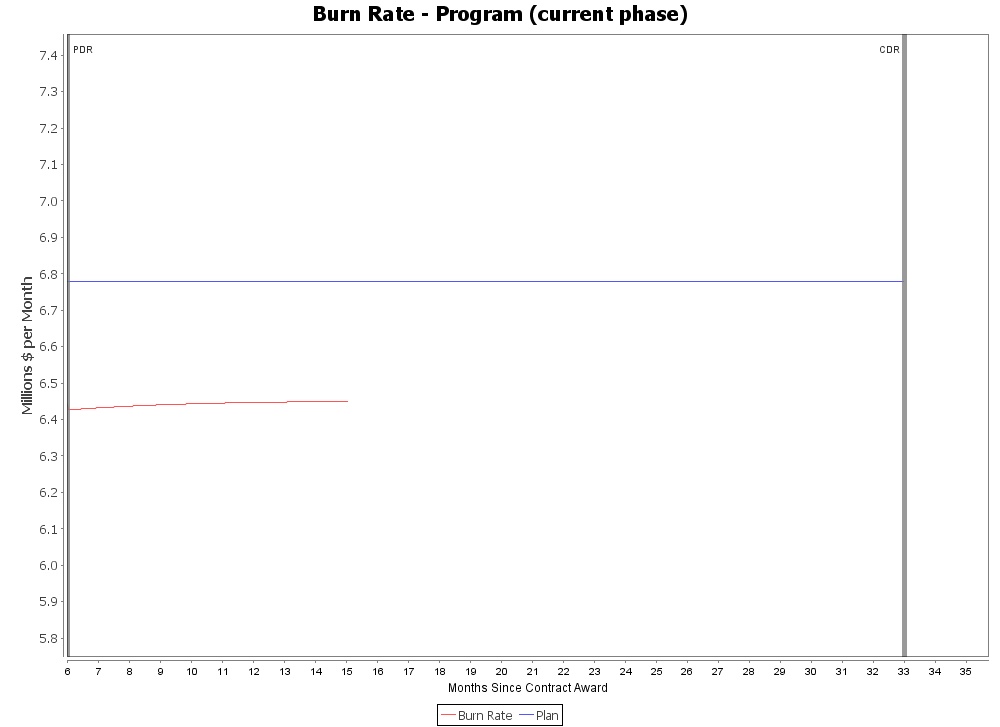 Burn Rate - Program (current phase)
PDR
CDR
7.4
7.3
7.2
7.1
7.0
6.9
6.8
6.7
6.6
6.5
6.4
6.3
6.2
6.1
6.0
5.9
5.8
Millions $ per Month
6 7 8 9 10 11 12 13 14 15 16 17 18 19 20 21 22 23 24 25 26 27 28 29 30 31 32 33 34 35
Months Since Contract Award
Burn Rate Plan